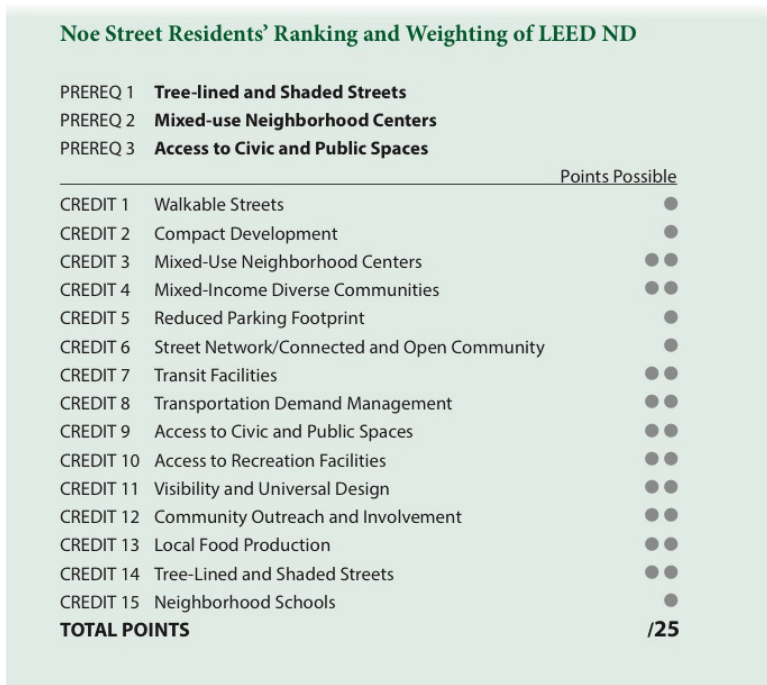 Noe Street Residents’ Ranking and Weighting of LEED ND
PREREQ 1 Tree-lined and Shaded Streets
PREREQ 2 Mixed-use Neighborhood Centers
PREREQ 3 Access to Civic and Public Spaces
Points Possible
CREDIT 1 Walkable Streets
CREDIT 2 Compact Development
CREDIT 3 Mixed-Use Neighborhood Centers
CREDIT 4 Mixed-Income Diverse Communities
CREDIT 5 Reduced Parking Footprint
CREDIT 6 Street Network/Connected and Open Community
CREDIT 7 Transit Facilities
CREDIT 8 Transportation Demand Management
CREDIT 9 Access to Civic and Public Spaces
CREDIT 10 Access to Recreation Facilities
CREDIT 11 Visibility and Universal Design
CREDIT 12 Community Outreach and Involvement
CREDIT 13 Local Food Production
CREDIT 14 Tree-Lined and Shaded Streets
CREDIT 15 Neighborhood Schools
TOTAL POINTS /25